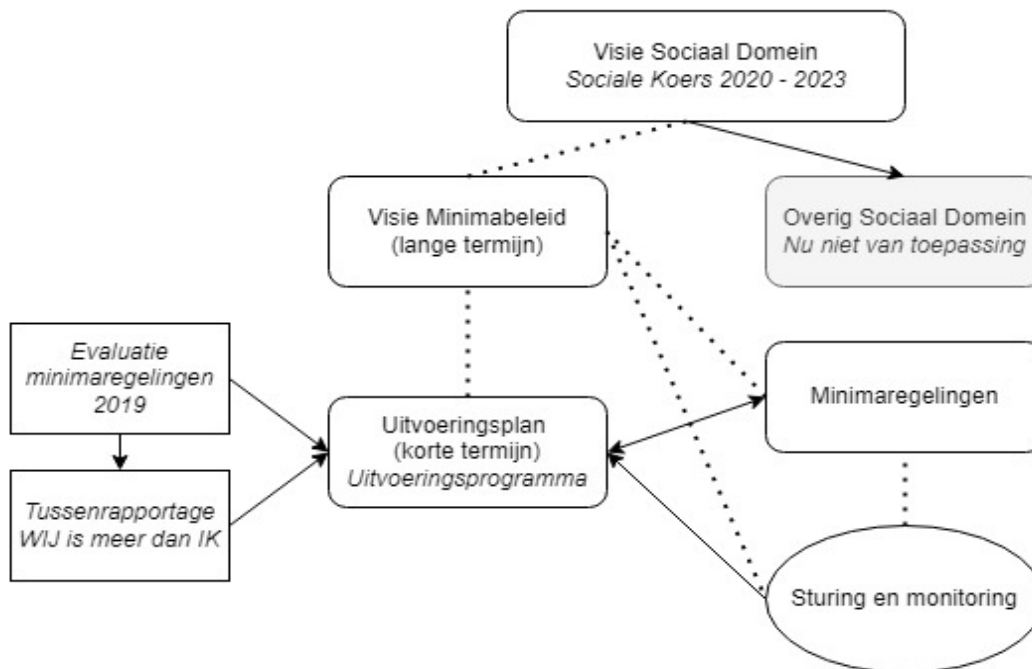 Visie Sociaal Domein
Sociale Koers 2020 - 2023
Visie Minimabeleid
(lange termijn)
Overig Sociaal Domein
Nu niet van toepassing
Evaluatie
minimaregelingen
2019
Uitvoeringsplan
(korte termijn)
Uitvoeringsprogramma
Minimaregelingen
Tussenrapportage
WIJ is meer dan IK
Sturing en monitoring